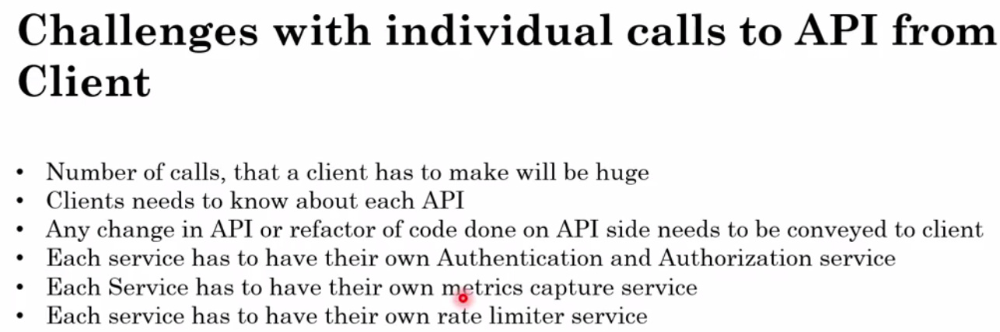 Challenges with individual calls to API from
Client
• Number of calls, that a client has to make will be huge
• Clients needs to know about each API
• Any change in API or refactor of code done on API side needs to be conveyed to client
• Each service has to have their own Authentication and Authorization service
• Each Service has to have their own metrics capture service
• Each service has to have their own rate limiter service